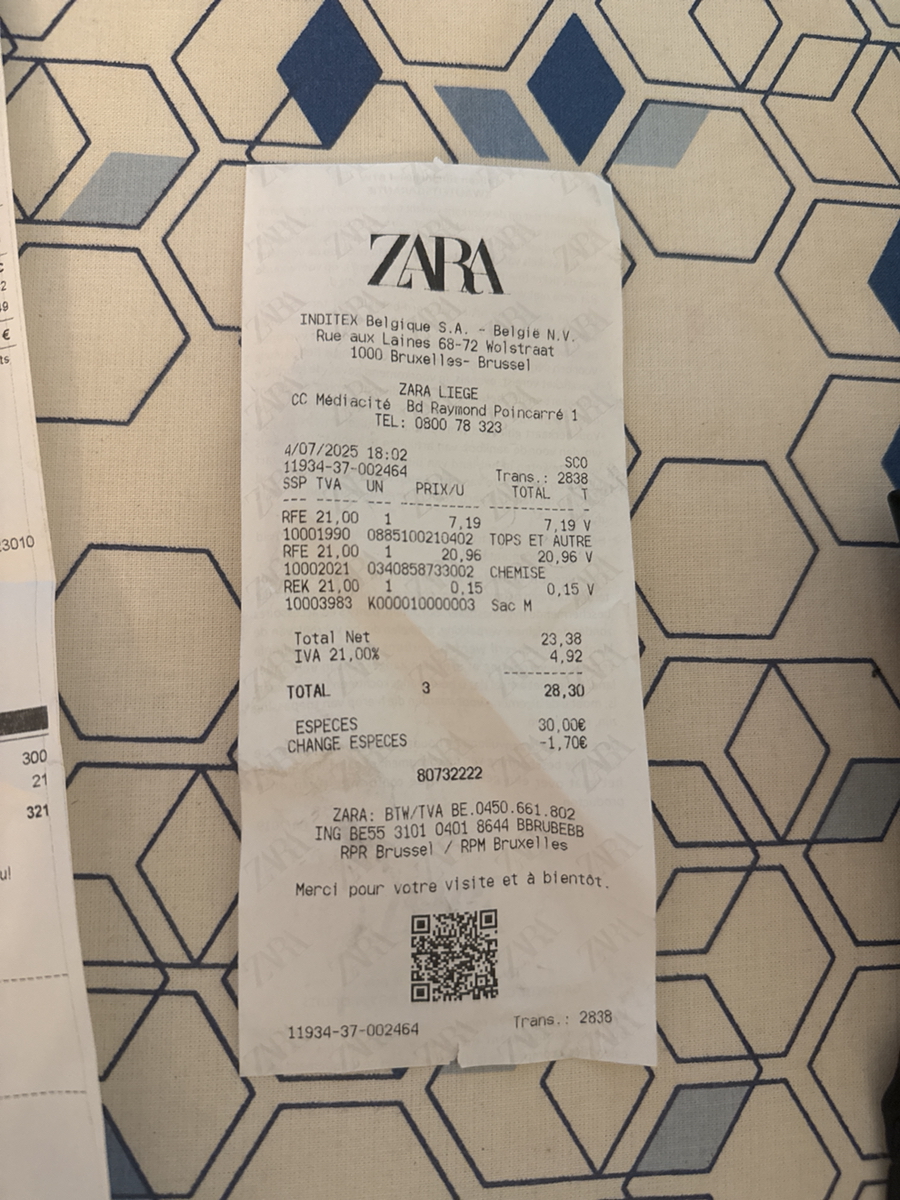 ZARA
INDITEX Belgique S.A. - Belgie N.V.
Rue aux Laines 68-72 Wolstraat
1000 Bruxelles- Brussel
ZARA LIEGE
CC Médiacité Bd Raymond Poincarré 1
TEL: 0800 78 323
4/07/2025 18:02 SCO
11934-37-002464 Trans.: 2838
SSP TVA UN PRIX/U TOTAL T
--- ---- --- ----------- ---------- -
RFE 21,00 1 7,19 7,19 V
10001990 0885100210402 TOPS ET AUTRE
RFE 21,00 1 20,96 20,96 V
10002021 0340858733002 CHEMISE
REK 21,00 1 0,15 0,15 V
10003983 K000010000003 Sac M
Total Net 23,38
IVA 21,00% 4,92
-----------
TOTAL 3 28,30
ESPECES 30,00€
CHANGE ESPECES -1,70€
80732222
ZARA: BTW/TVA BE.0450.661.802
ING BE55 3101 0401 8644 BBRUBEBB
RPR Brussel / RPM Bruxelles
Merci pour votre visite et à bientôt.
11934-37-002464 Trans.: 2838
€
3010
300
21
321
u!